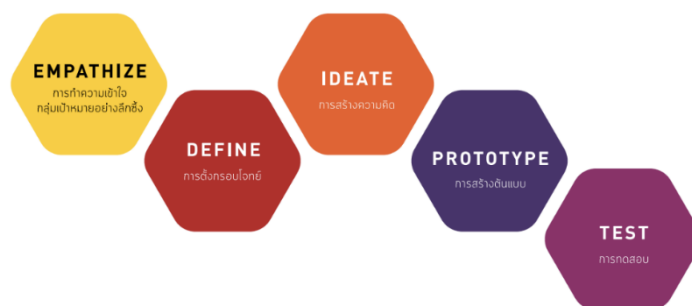 EMPATHIZE
การทำความเข้าใจ
กลุ่มเป้าหมายอย่างลึกซึ้ง
DEFINE
การตั้งกรอบโจทย์
IDEATE
การสร้างความคิด
PROTOTYPE
การสร้างต้นแบบ
TEST
การทดสอบ